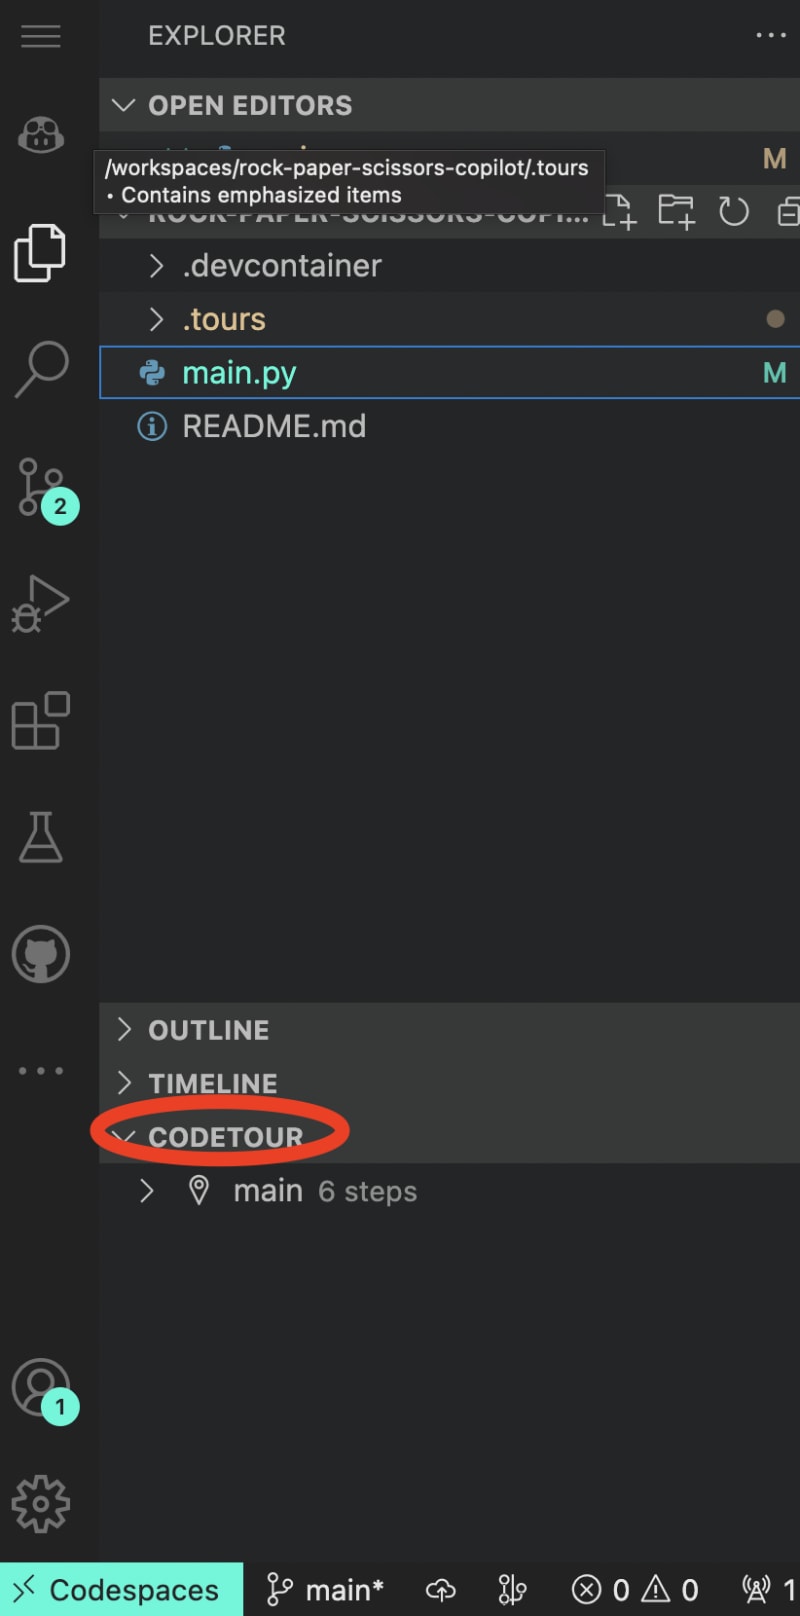 EXPLORER
OPEN EDITORS
M
/workspaces/rock-paper-scissors-copilot/.tours
• Contains emphasized items
ROCK-PAPER-SCISSORS-COPI...
.devcontainer
.tours
main.py M
README.md
2
OUTLINE
TIMELINE
CODETOUR
main 6 steps
1
Codespaces main* 0 0 1